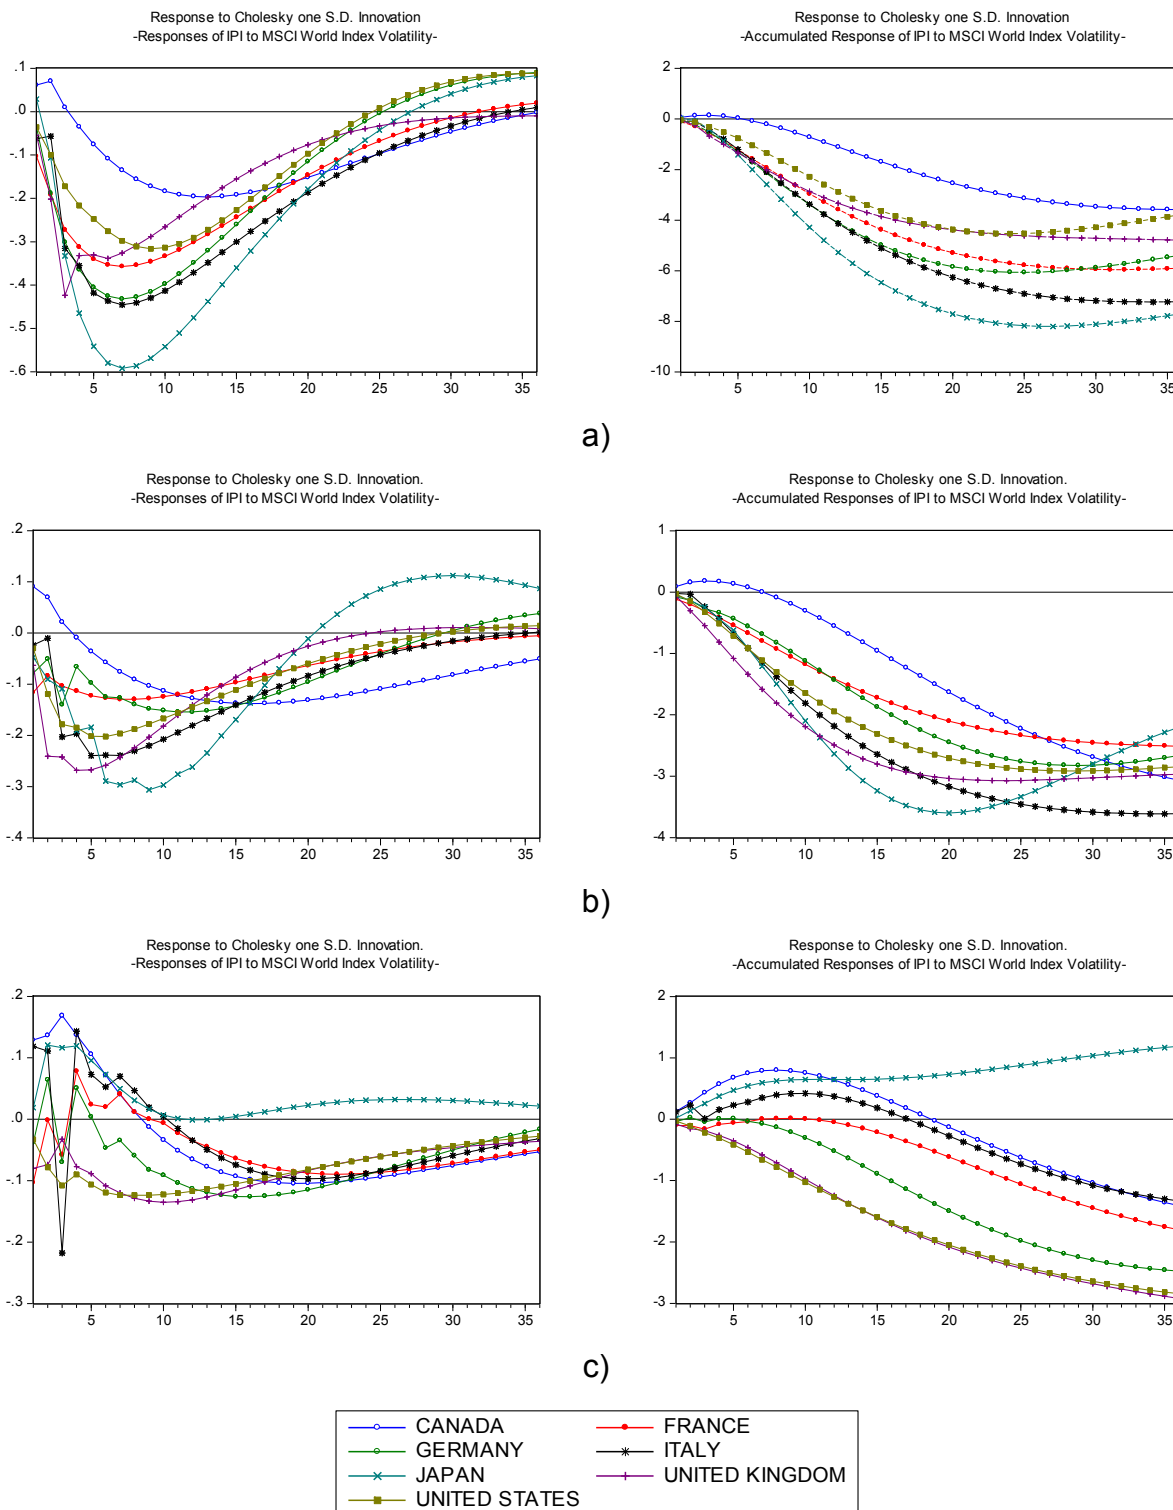 Response to Cholesky one S.D. Innovation
-Responses of IPI to MSCI World Index Volatility-
.1
.0
-.1
-.2
-.3
-.4
-.5
-.6
5 10 15 20 25 30 35
Response to Cholesky one S.D. Innovation
-Accumulated Response of IPI to MSCI World Index Volatility-
2
0
-2
-4
-6
-8
-10
5 10 15 20 25 30 35
a)
Response to Cholesky one S.D. Innovation.
-Responses of IPI to MSCI World Index Volatility-
.2
.1
.0
-.1
-.2
-.3
-.4
5 10 15 20 25 30 35
Response to Cholesky one S.D. Innovation.
-Accumulated Responses of IPI to MSCI World Index Volatility-
1
0
-1
-2
-3
-4
5 10 15 20 25 30 35
b)
Response to Cholesky one S.D. Innovation.
-Responses of IPI to MSCI World Index Volatility-
.2
.1
.0
-.1
-.2
-.3
5 10 15 20 25 30 35
Response to Cholesky one S.D. Innovation.
-Accumulated Responses of IPI to MSCI World Index Volatility-
2
1
0
-1
-2
-3
5 10 15 20 25 30 35
c)
CANADA FRANCE
GERMANY ITALY
JAPAN UNITED KINGDOM
UNITED STATES